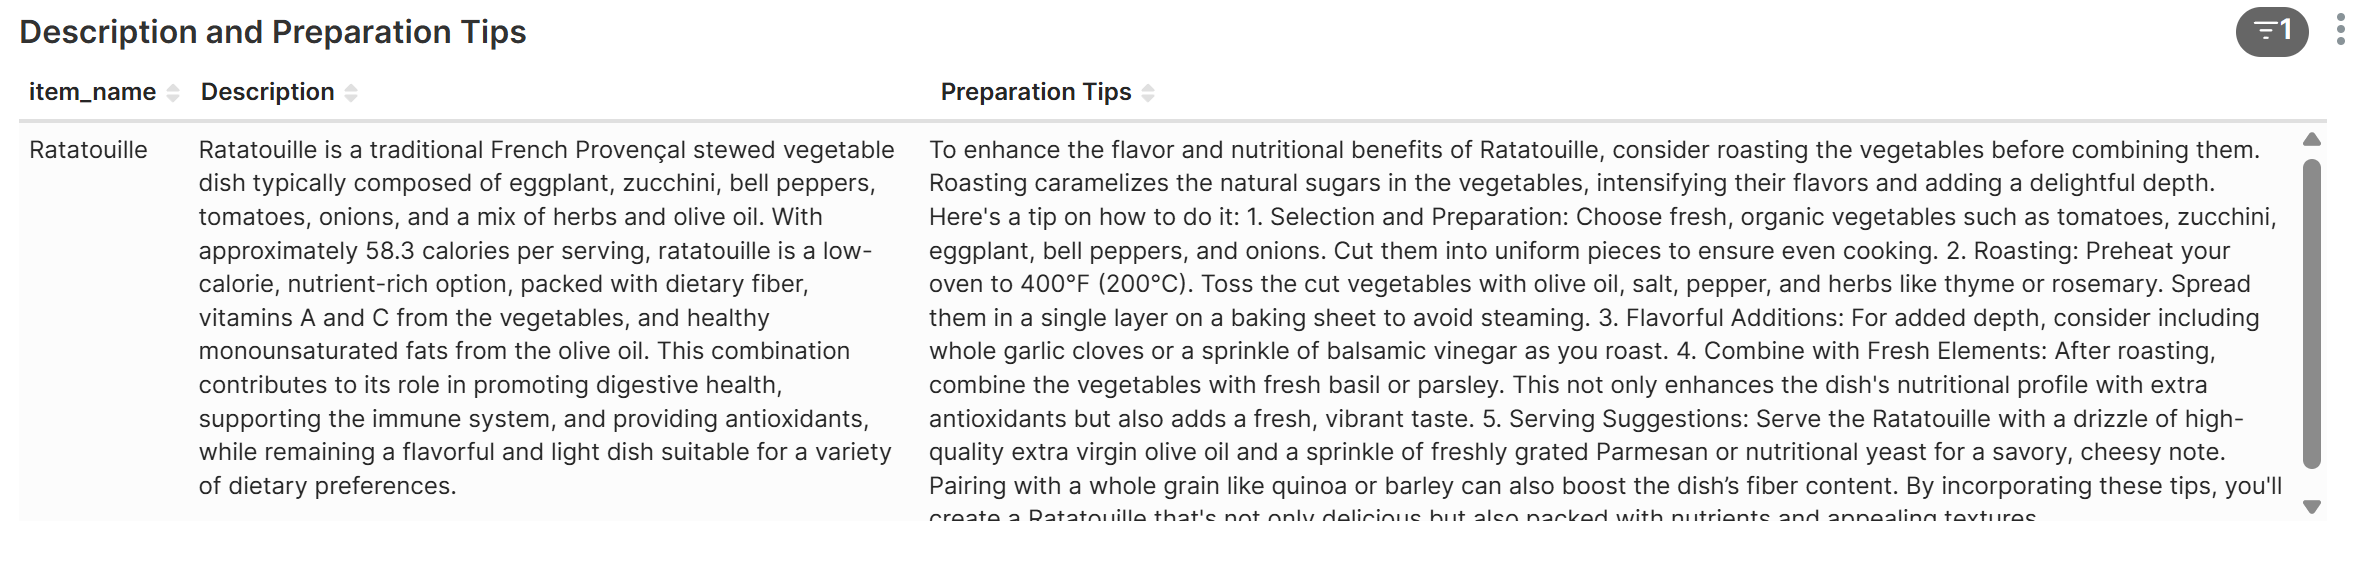 Description and Preparation Tips
1
item_name
Description
Preparation Tips
Ratatouille
Ratatouille is a traditional French Provençal stewed vegetable
dish typically composed of eggplant, zucchini, bell peppers,
tomatoes, onions, and a mix of herbs and olive oil. With
approximately 58.3 calories per serving, ratatouille is a low-
calorie, nutrient-rich option, packed with dietary fiber,
vitamins A and C from the vegetables, and healthy
monounsaturated fats from the olive oil. This combination
contributes to its role in promoting digestive health,
supporting the immune system, and providing antioxidants,
while remaining a flavorful and light dish suitable for a variety
of dietary preferences.
To enhance the flavor and nutritional benefits of Ratatouille, consider roasting the vegetables before combining them.
Roasting caramelizes the natural sugars in the vegetables, intensifying their flavors and adding a delightful depth.
Here's a tip on how to do it: 1. Selection and Preparation: Choose fresh, organic vegetables such as tomatoes, zucchini,
eggplant, bell peppers, and onions. Cut them into uniform pieces to ensure even cooking. 2. Roasting: Preheat your
oven to 400°F (200°C). Toss the cut vegetables with olive oil, salt, pepper, and herbs like thyme or rosemary. Spread
them in a single layer on a baking sheet to avoid steaming. 3. Flavorful Additions: For added depth, consider including
whole garlic cloves or a sprinkle of balsamic vinegar as you roast. 4. Combine with Fresh Elements: After roasting,
combine the vegetables with fresh basil or parsley. This not only enhances the dish's nutritional profile with extra
antioxidants but also adds a fresh, vibrant taste. 5. Serving Suggestions: Serve the Ratatouille with a drizzle of high-
quality extra virgin olive oil and a sprinkle of freshly grated Parmesan or nutritional yeast for a savory, cheesy note.
Pairing with a whole grain like quinoa or barley can also boost the dish’s fiber content. By incorporating these tips, you'll
create a Ratatouille that's not only delicious but also packed with nutrients and appealing textures